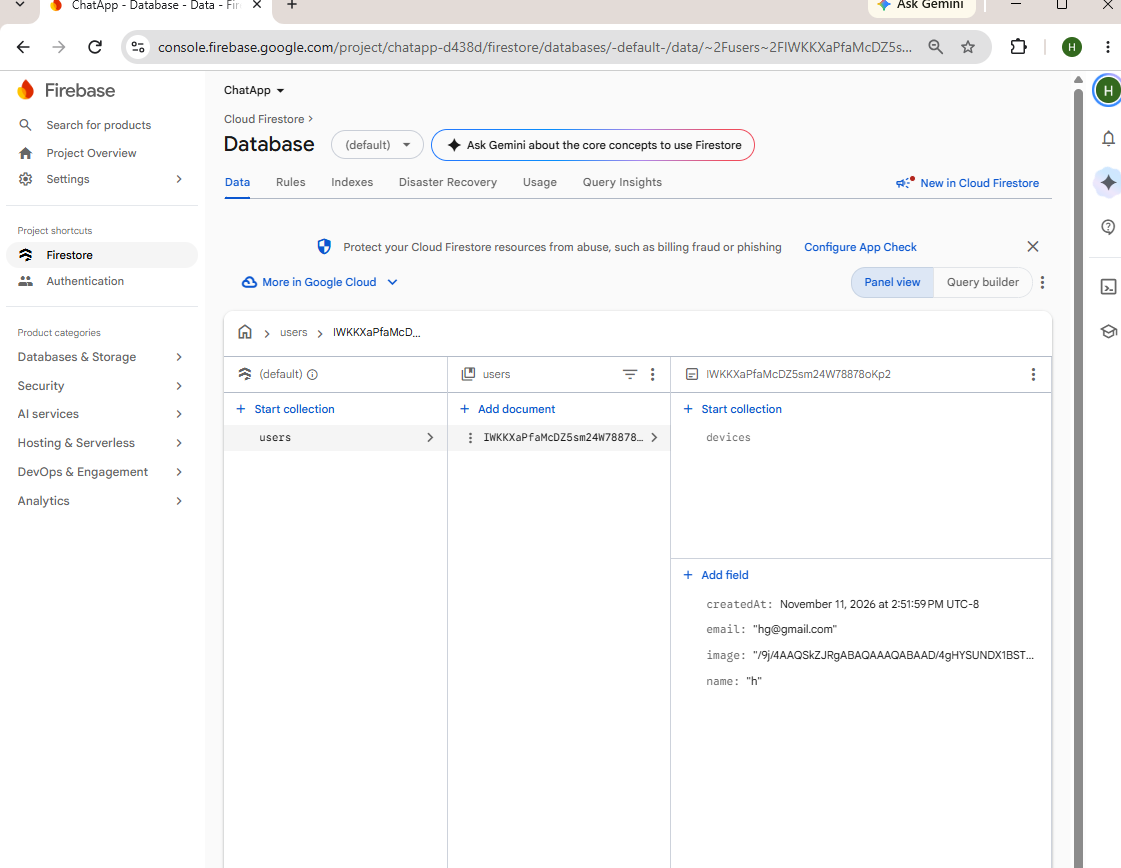 ChatApp - Database - Data - Fir
Ask Gemini
console.firebase.google.com/project/chatapp-d438d/firestore/databases/-default-/data/~2Fusers~2FIWKKXaPfaMcDZ5s...
H
Firebase
Search for products
Project Overview
Settings
Project shortcuts
Firestore
Authentication
Product categories
Databases & Storage
Security
AI services
Hosting & Serverless
DevOps & Engagement
Analytics
ChatApp
Cloud Firestore
Database
(default)
Ask Gemini about the core concepts to use Firestore
Data Rules Indexes Disaster Recovery Usage Query Insights
New in Cloud Firestore
Protect your Cloud Firestore resources from abuse, such as billing fraud or phishing Configure App Check
More in Google Cloud
Panel view Query builder
users IWKKXaPfaMcD...
(default)
Start collection
users
users
Add document
IWKKXaPfaMcDZ5sm24W78878...
IWKKXaPfaMcDZ5sm24W78878oKp2
Start collection
devices
Add field
createdAt: November 11, 2026 at 2:51:59 PM UTC-8
email: "hg@gmail.com"
image: "/9j/4AAQSkZJRgABAQAAAQABAAD/4gHYSUNDX1BST...
name: "h"
H